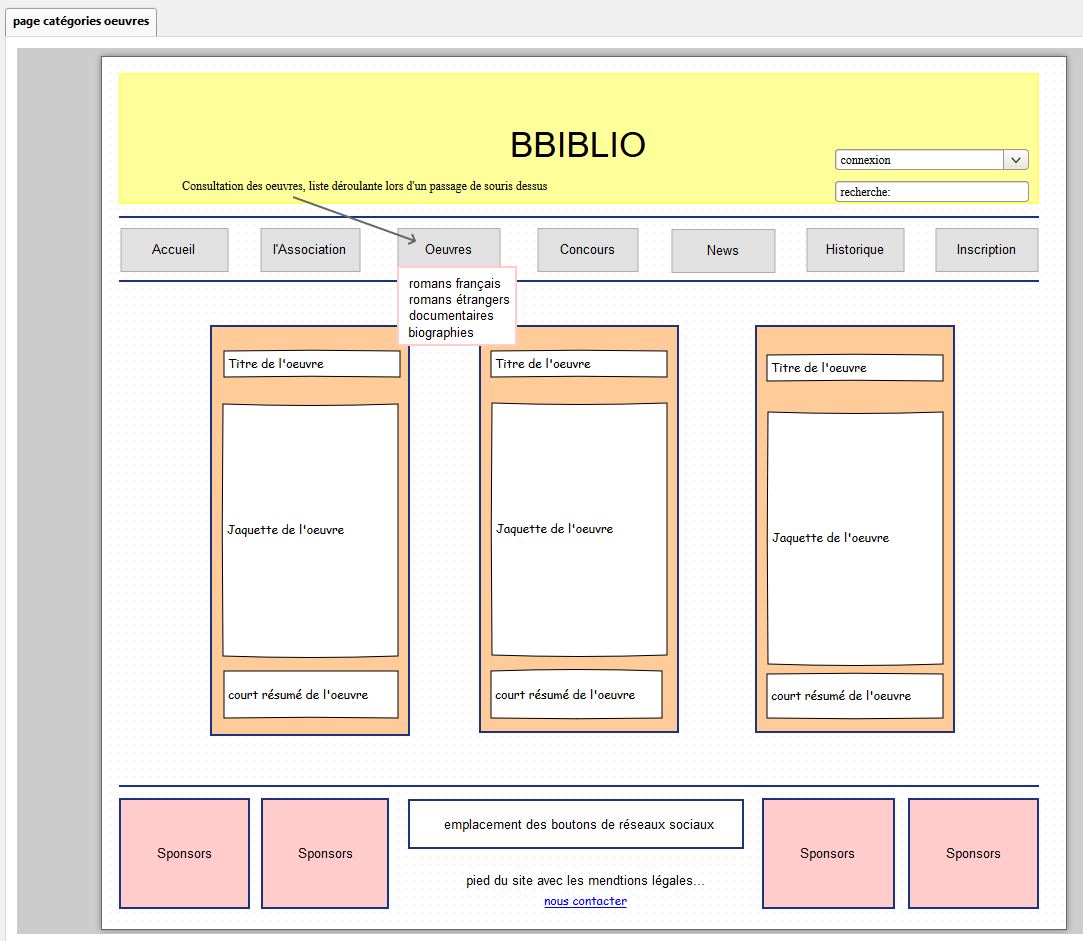 page catégories oeuvres
BBIBLIO
connexion
Consultation des oeuvres, liste déroulante lors d'un passage de souris dessus
recherche:
Accueil
l'Association
Oeuvres
Concours
News
Historique
Inscription
romans français
romans étrangers
documentaires
biographies
Titre de l'oeuvre
Titre de l'oeuvre
Titre de l'oeuvre
Jaquette de l'oeuvre
Jaquette de l'oeuvre
Jaquette de l'oeuvre
court résumé de l'oeuvre
court résumé de l'oeuvre
court résumé de l'oeuvre
Sponsors
Sponsors
emplacement des boutons de réseaux sociaux
pied du site avec les mendtions légales...
nous contacter
Sponsors
Sponsors